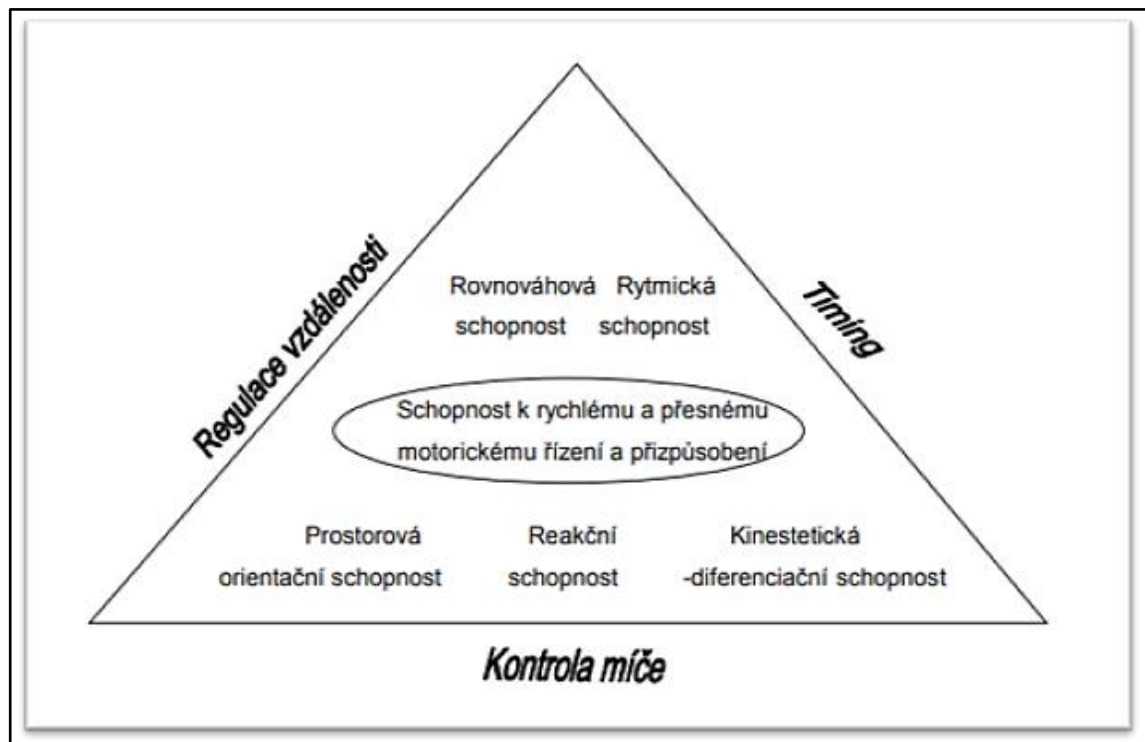 Regulace vzdálenosti
Timing
Rovnováhová Rytmická
schopnost schopnost
Schopnost k rychlému a přesnému
motorickému řízení a přizpůsobení
Prostorová Reakční Kinestetická
orientační schopnost schopnost -diferenciační schopnost
Kontrola míče